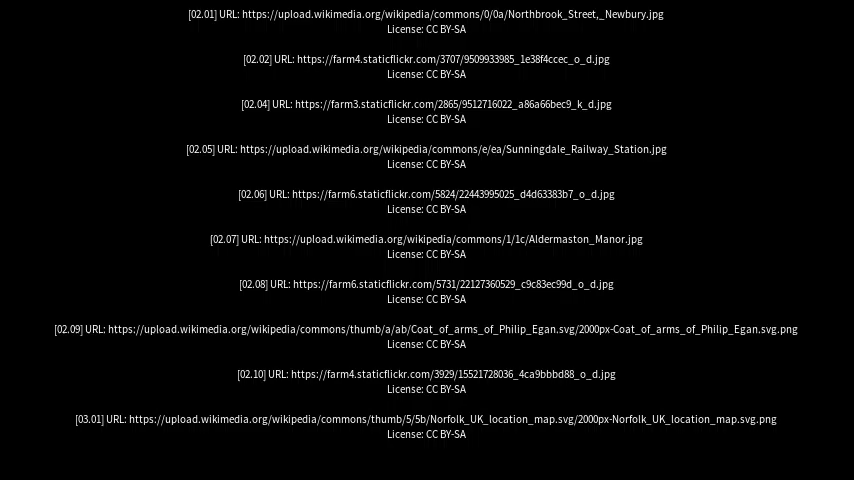 [02.01] URL: https://upload.wikimedia.org/wikipedia/commons/0/0a/Northbrook_Street,_Newbury.jpg
License: CC BY-SA
[02.02] URL: https://farm4.staticflickr.com/3707/9509933985_1e38f4ccec_o_d.jpg
License: CC BY-SA
[02.04] URL: https://farm3.staticflickr.com/2865/9512716022_a86a66bec9_k_d.jpg
License: CC BY-SA
[02.05] URL: https://upload.wikimedia.org/wikipedia/commons/e/ea/Sunningdale_Railway_Station.jpg
License: CC BY-SA
[02.06] URL: https://farm6.staticflickr.com/5824/22443995025_d4d63383b7_o_d.jpg
License: CC BY-SA
[02.07] URL: https://upload.wikimedia.org/wikipedia/commons/1/1c/Aldermaston_Manor.jpg
License: CC BY-SA
[02.08] URL: https://farm6.staticflickr.com/5731/22127360529_c9c83ec99d_o_d.jpg
License: CC BY-SA
[02.09] URL: https://upload.wikimedia.org/wikipedia/commons/thumb/a/ab/Coat_of_arms_of_Philip_Egan.svg/2000px-Coat_of_arms_of_Philip_Egan.svg.png
License: CC BY-SA
[02.10] URL: https://farm4.staticflickr.com/3929/15521728036_4ca9bbbd88_o_d.jpg
License: CC BY-SA
[03.01] URL: https://upload.wikimedia.org/wikipedia/commons/thumb/5/5b/Norfolk_UK_location_map.svg/2000px-Norfolk_UK_location_map.svg.png
License: CC BY-SA